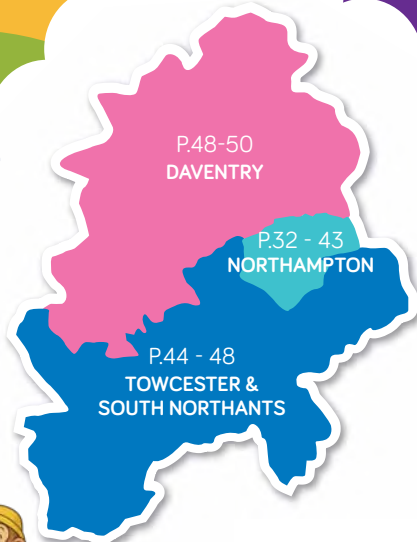 P.48-50
DAVENTRY
P.32 - 43
NORTHAMPTON
P.44 - 48
TOWCESTER &
SOUTH NORTHANTS